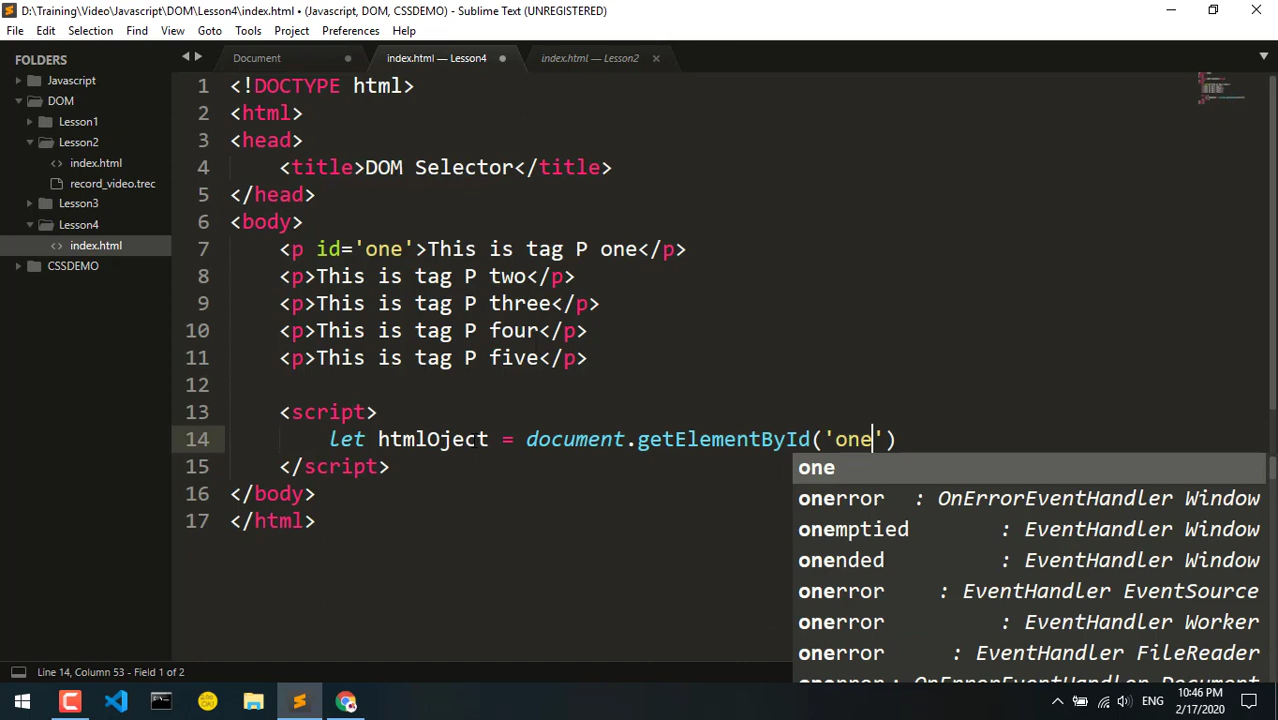 D:\Training\Video\Javascript\DOM\Lesson4\index.html • (Javascript, DOM, CSSDEMO) - Sublime Text (UNREGISTERED)
File Edit Selection Find View Goto Tools Project Preferences Help
FOLDERS
Javascript
DOM
Lesson1
Lesson2
index.html
record_video.trec
Lesson3
Lesson4
index.html
CSSDEMO
Document
index.html — Lesson4
index.html — Lesson2
1 <!DOCTYPE html>
2 <html>
3 <head>
4 <title>DOM Selector</title>
5 </head>
6 <body>
7 <p id='one'>This is tag P one</p>
8 <p>This is tag P two</p>
9 <p>This is tag P three</p>
10 <p>This is tag P four</p>
11 <p>This is tag P five</p>
12
13 <script>
14 let htmlOject = document.getElementById('one')
15 </script>
16 </body>
17 </html>
one
onerror : OnErrorEventHandler Window
onemptied : EventHandler Window
onended : EventHandler Window
onerror : EventHandler EventSource
onerror : EventHandler Worker
onerror : EventHandler FileReader
onerror : OnErrorEventHandler Document
Line 14, Column 53 - Field 1 of 2
ENG
10:46 PM
2/17/2020